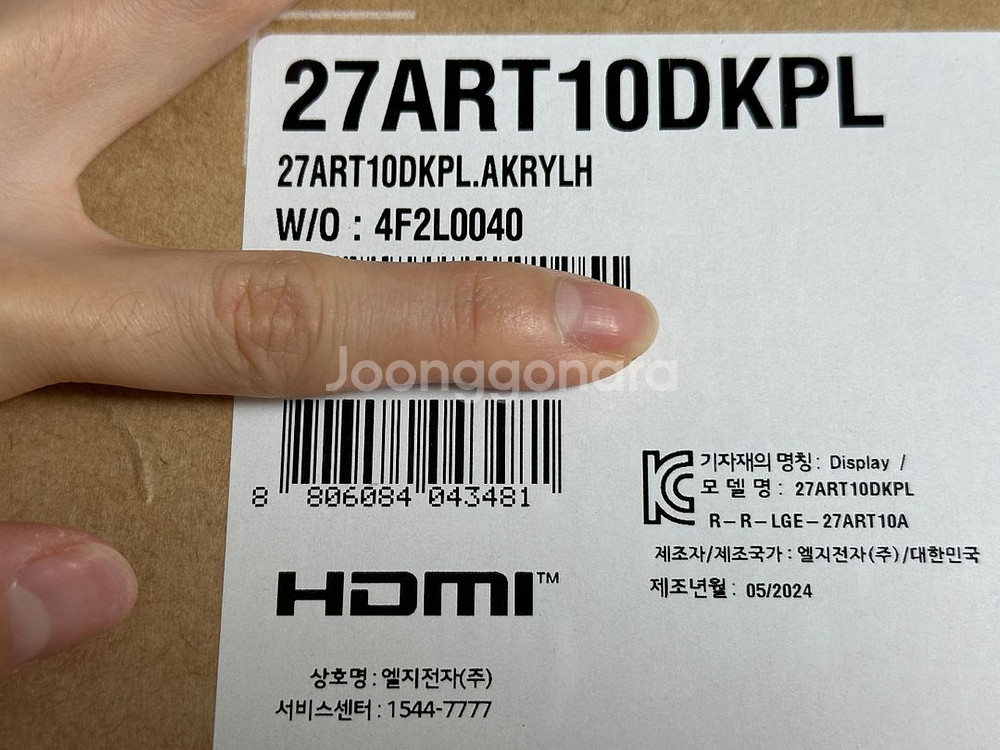 27ART10DKPL
27ART10DKPL.AKRYLH
W/O : 4F2L0040
Joonggonara
8 806084 043481
기자재의 명칭 : Display /
모 델 명 : 27ART10DKPL
R-R-LGE-27ART10A
제조자/제조국가 : 엘지전자(주)/대한민국
제조년월 : 05/2024
HDMI™
상호명 : 엘지전자(주)
서비스센터 : 1544-7777